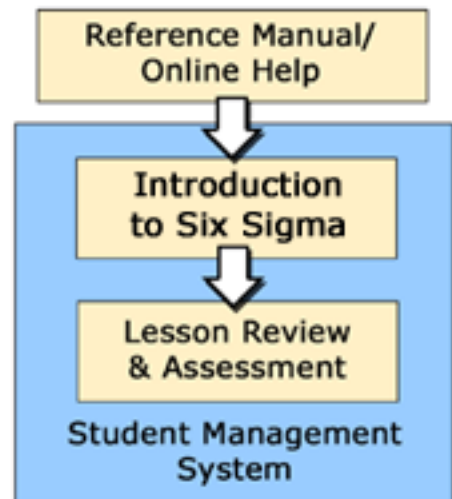 Reference Manual/
Online Help
Introduction
to Six Sigma
Lesson Review
& Assessment
Student Management
System